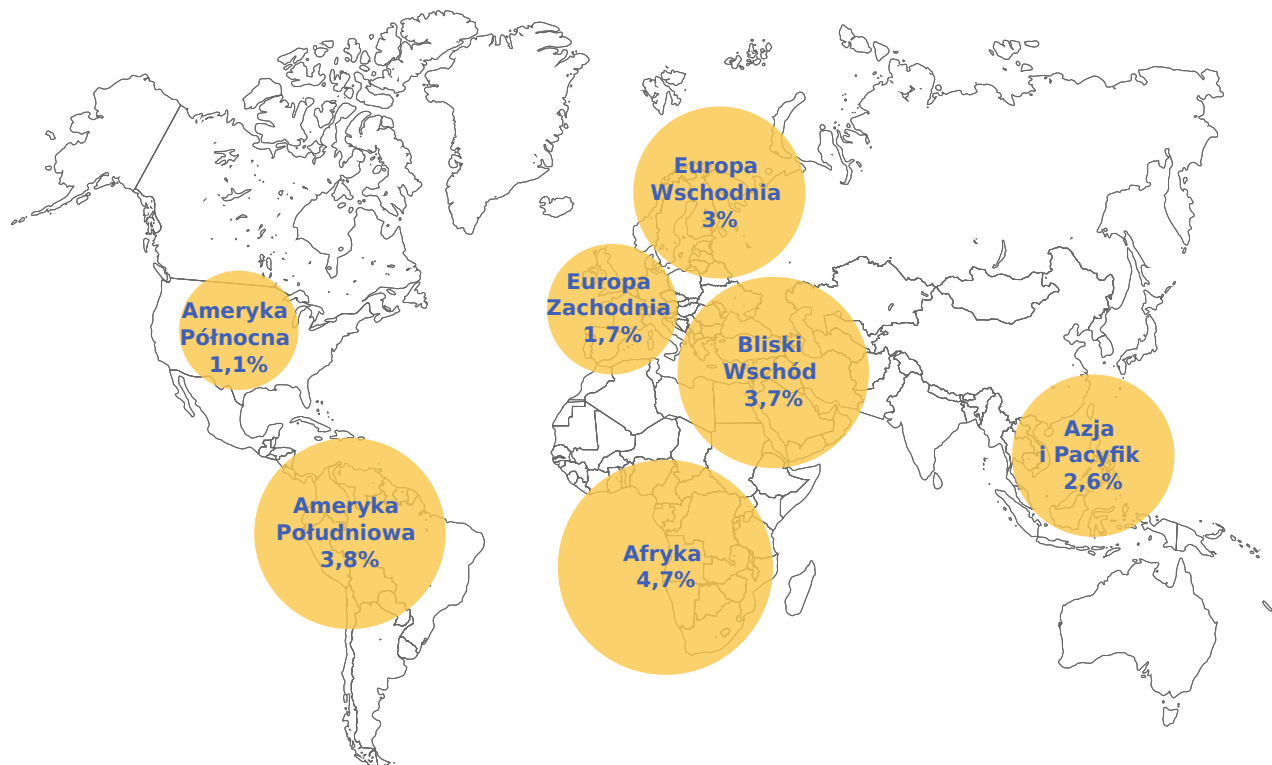 Europa
Wschodnia
3%
Europa
Zachodnia
1,7%
Ameryka
Północna
1,1%
Bliski
Wschód
3,7%
Azja
i Pacyfik
2,6%
Ameryka
Południowa
3,8%
Afryka
4,7%